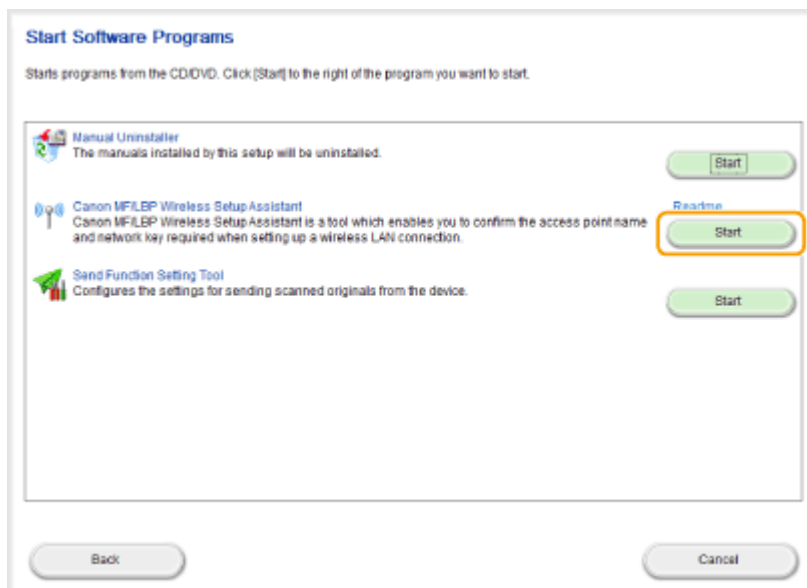 Start Software Programs
Starts programs from the CD/DVD. Click [Start] to the right of the program you want to start.
Manual Uninstaller
The manuals installed by this setup will be uninstalled.
Start
Canon MF/LBP Wireless Setup Assistant
Readme
Canon MF/LBP Wireless Setup Assistant is a tool which enables you to confirm the access point name
and network key required when setting up a wireless LAN connection.
Start
Send Function Setting Tool
Configures the settings for sending scanned originals from the device.
Start
Back
Cancel